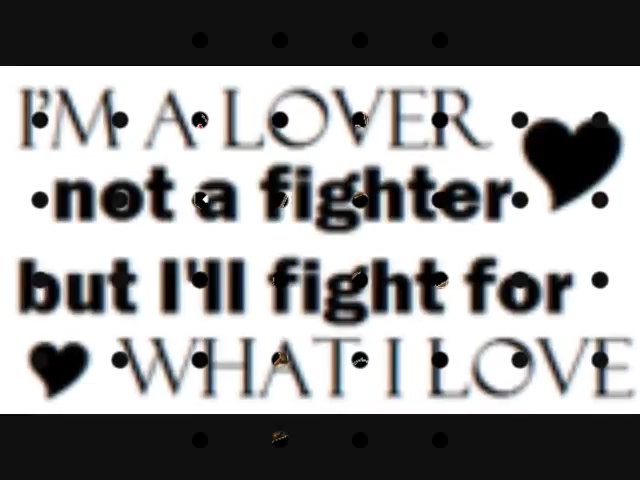 I'M A LOVER
not a fighter
but I'll fight for
WHAT I LOVE